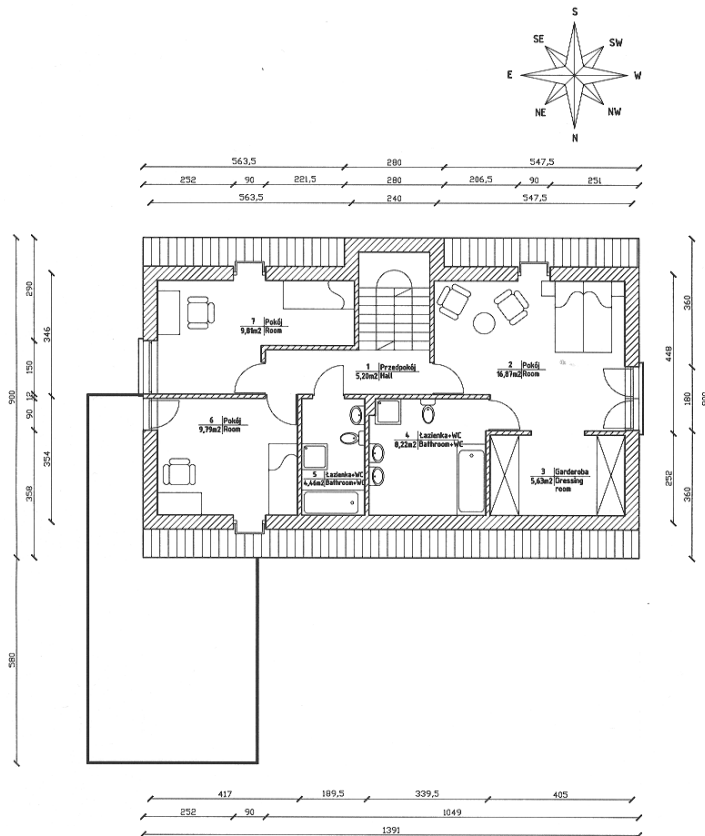 S
SE SW
E W
NE NW
N
563,5 280 547,5
252 90 221,5 280 206,5 90 251
563,5 240 547,5
900
580
290
150
12
90
358
346
354
7 Pokój
9,81m2 Room
1 Przedpokój
5,20m2 Hall
2 Pokój
16,87m2 Room
6 Pokój
9,79m2 Room
4 Łazienka+WC
8,22m2 Bathroom+WC
5 Łazienka+WC
4,46m2 Bathroom+WC
3 Garderoba
5,63m2 Dressing
room
448
252
360
180
360
417 189,5 339,5 405
252 90 1049
1391